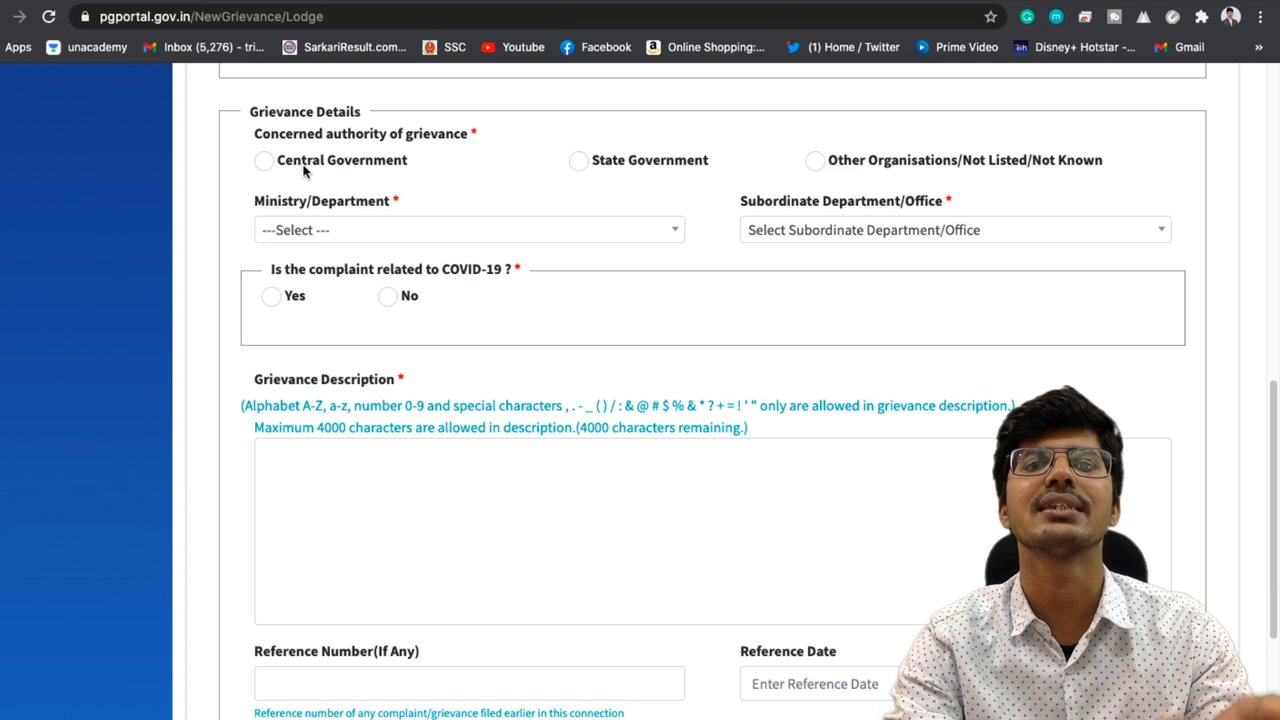 pgportal.gov.in/NewGrievance/Lodge
Apps unacademy Inbox (5,276) - tri... SarkariResult.com... SSC Youtube Facebook Online Shopping:... (1) Home / Twitter Prime Video Disney+ Hotstar -... Gmail »
Grievance Details
Concerned authority of grievance *
Central Government State Government Other Organisations/Not Listed/Not Known
Ministry/Department * Subordinate Department/Office *
---Select --- Select Subordinate Department/Office
Is the complaint related to COVID-19 ? *
Yes No
Grievance Description *
(Alphabet A-Z, a-z, number 0-9 and special characters , . - _ ( ) / : & @ # $ % & * ? + = ! ' " only are allowed in grievance description.)
Maximum 4000 characters are allowed in description.(4000 characters remaining.)
Reference Number(If Any) Reference Date
Enter Reference Date
Reference number of any complaint/grievance filed earlier in this connection